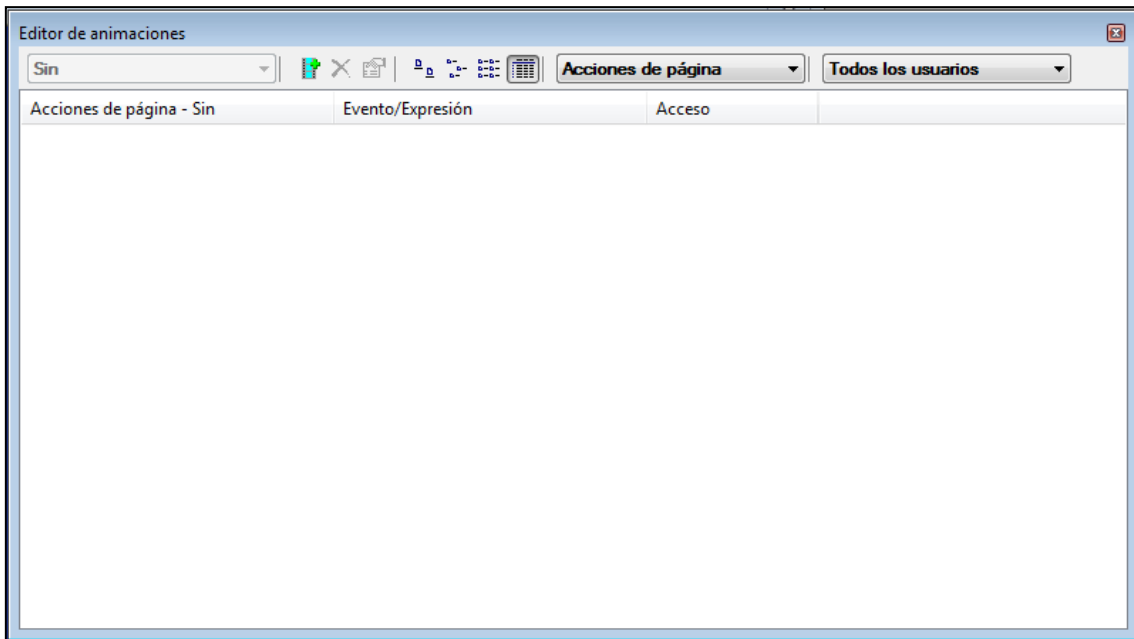 Editor de animaciones
Sin Acciones de página Todos los usuarios
Acciones de página - Sin Evento/Expresión Acceso